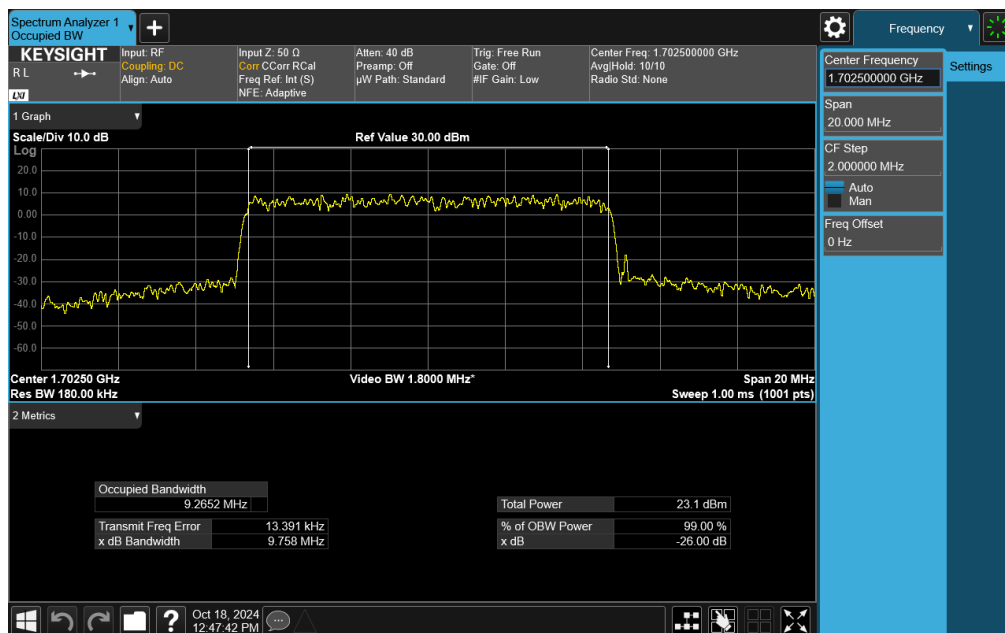 Spectrum Analyzer 1
Occupied BW
+
Frequency
KEYSIGHT
R L
LXI
Input: RF
Coupling: DC
Align: Auto
Input Z: 50 Ω
Corr CCorr RCal
Freq Ref: Int (S)
NFE: Adaptive
Atten: 40 dB
Preamp: Off
µW Path: Standard
Trig: Free Run
Gate: Off
#IF Gain: Low
Center Freq: 1.702500000 GHz
Avg|Hold: 10/10
Radio Std: None
Center Frequency
1.702500000 GHz
Settings
Span
20.000 MHz
CF Step
2.000000 MHz
Auto
Man
Freq Offset
0 Hz
1 Graph
Scale/Div 10.0 dB
Ref Value 30.00 dBm
Log
20.0
10.0
0.00
-10.0
-20.0
-30.0
-40.0
-50.0
-60.0
Center 1.70250 GHz
Video BW 1.8000 MHz*
Span 20 MHz
Res BW 180.00 kHz
Sweep 1.00 ms (1001 pts)
2 Metrics
Occupied Bandwidth
9.2652 MHz
Total Power 23.1 dBm
Transmit Freq Error 13.391 kHz
% of OBW Power 99.00 %
x dB Bandwidth 9.758 MHz
x dB -26.00 dB
?
Oct 18, 2024
12:47:42 PM